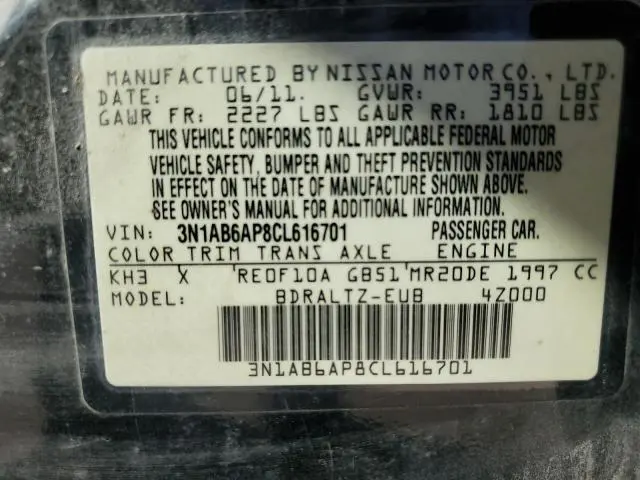 MANUFACTURED BY NISSAN MOTOR CO., LTD.
DATE: 06/11. GVWR: 3951 LBS
GAWR FR: 2227 LBS GAWR RR: 1810 LBS
THIS VEHICLE CONFORMS TO ALL APPLICABLE FEDERAL MOTOR
VEHICLE SAFETY, BUMPER AND THEFT PREVENTION STANDARDS
IN EFFECT ON THE DATE OF MANUFACTURE SHOWN ABOVE.
SEE OWNER'S MANUAL FOR ADDITIONAL INFORMATION.
VIN: 3N1AB6AP8CL616701 PASSENGER CAR.
COLOR TRIM TRANS AXLE ENGINE
KH3 X RE0F10A GB51 MR20DE 1997 CC
MODEL: BDRALTZ-EUB 4Z000
3N1AB6AP8CL616701